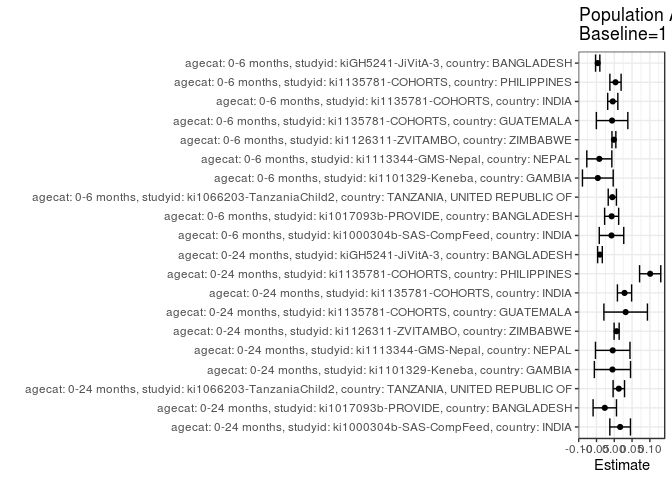 Population A
Baseline=1
agecat: 0-6 months, studyid: kiGH5241-JiVitA-3, country: BANGLADESH
agecat: 0-6 months, studyid: ki1135781-COHORTS, country: PHILIPPINES
agecat: 0-6 months, studyid: ki1135781-COHORTS, country: INDIA
agecat: 0-6 months, studyid: ki1135781-COHORTS, country: GUATEMALA
agecat: 0-6 months, studyid: ki1126311-ZVITAMBO, country: ZIMBABWE
agecat: 0-6 months, studyid: ki1113344-GMS-Nepal, country: NEPAL
agecat: 0-6 months, studyid: ki1101329-Keneba, country: GAMBIA
agecat: 0-6 months, studyid: ki1066203-TanzaniaChild2, country: TANZANIA, UNITED REPUBLIC OF
agecat: 0-6 months, studyid: ki1017093b-PROVIDE, country: BANGLADESH
agecat: 0-6 months, studyid: ki1000304b-SAS-CompFeed, country: INDIA
agecat: 0-24 months, studyid: kiGH5241-JiVitA-3, country: BANGLADESH
agecat: 0-24 months, studyid: ki1135781-COHORTS, country: PHILIPPINES
agecat: 0-24 months, studyid: ki1135781-COHORTS, country: INDIA
agecat: 0-24 months, studyid: ki1135781-COHORTS, country: GUATEMALA
agecat: 0-24 months, studyid: ki1126311-ZVITAMBO, country: ZIMBABWE
agecat: 0-24 months, studyid: ki1113344-GMS-Nepal, country: NEPAL
agecat: 0-24 months, studyid: ki1101329-Keneba, country: GAMBIA
agecat: 0-24 months, studyid: ki1066203-TanzaniaChild2, country: TANZANIA, UNITED REPUBLIC OF
agecat: 0-24 months, studyid: ki1017093b-PROVIDE, country: BANGLADESH
agecat: 0-24 months, studyid: ki1000304b-SAS-CompFeed, country: INDIA
-0.10 -0.05 0.00 0.05 0.10
Estimate